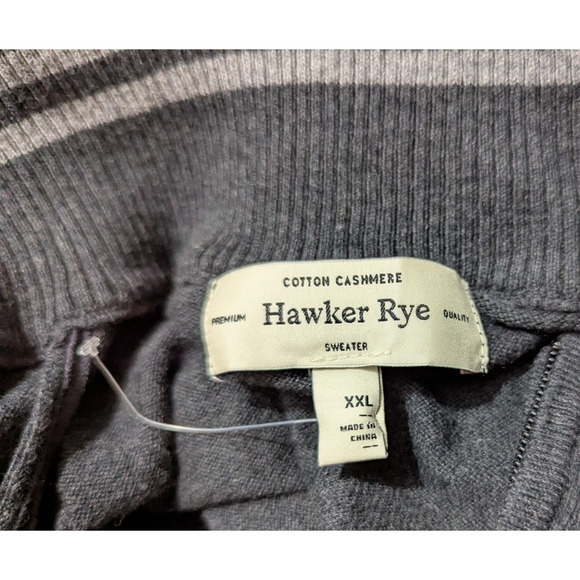 COTTON CASHMERE
PREMIUM Hawker Rye QUALITY
SWEATER
XXL
MADE IN
CHINA